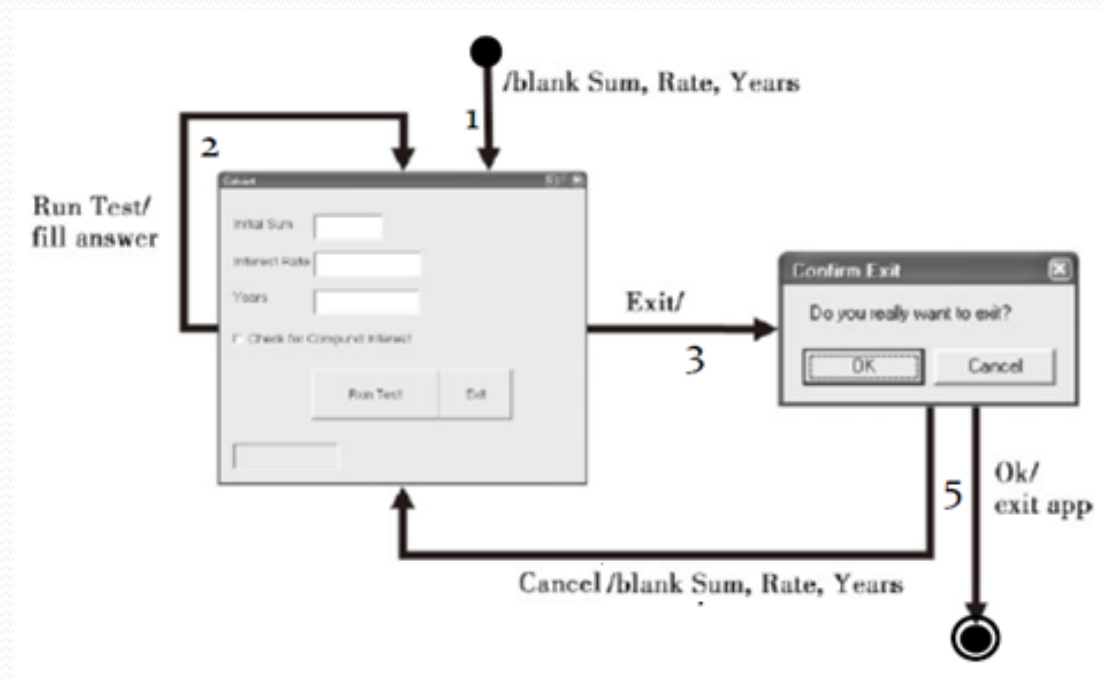 /blank Sum, Rate, Years
1
2
Run Test/
fill answer
Initial Sum
Interest Rate
Years
Check for Compund Interest
Run Test
Exit
Exit/
3
Confirm Exit
Do you really want to exit?
OK
Cancel
5
Ok/
exit app
Cancel /blank Sum, Rate, Years